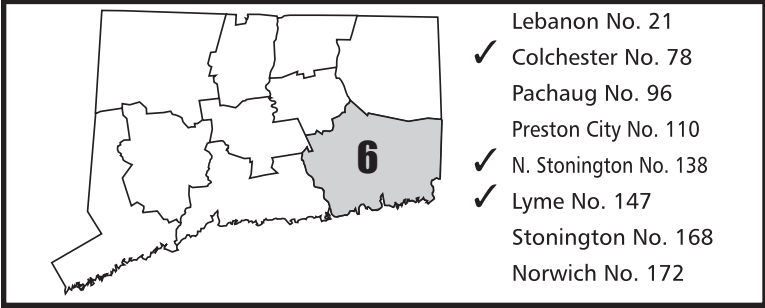 6
Lebanon No. 21
✓ Colchester No. 78
Pachaug No. 96
Preston City No. 110
✓ N. Stonington No. 138
✓ Lyme No. 147
Stonington No. 168
Norwich No. 172